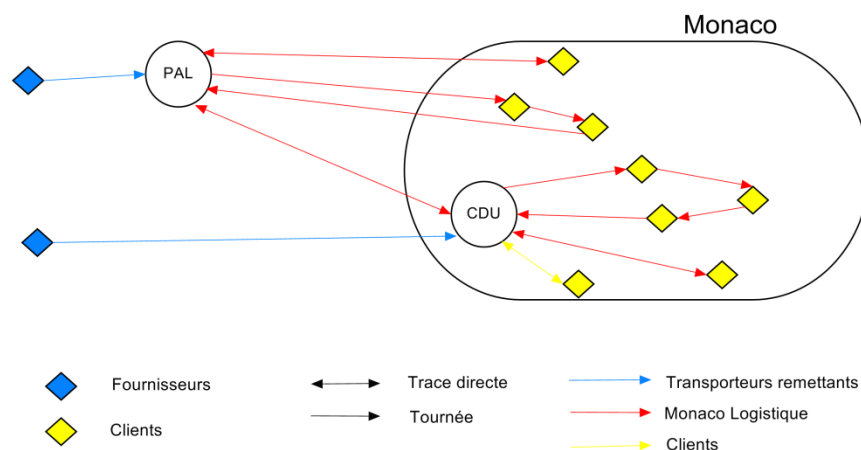 Monaco
PAL
CDU
Fournisseurs
Trace directe
Transporteurs remettants
Clients
Tournée
Monaco Logistique
Clients